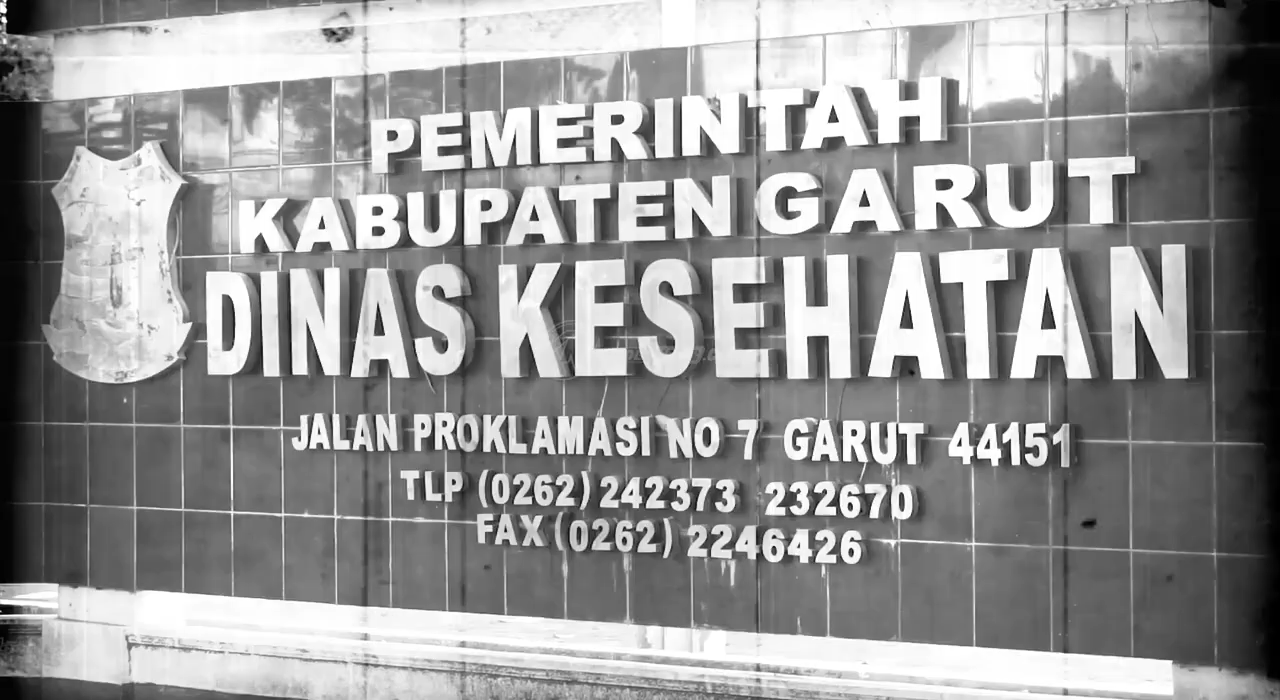 PEMERINTAH
KABUPATEN GARUT
DINAS KESEHATAN
JALAN PROKLAMASI NO 7 GARUT 44151
TLP (0262) 242373 232670
FAX (0262) 2246426